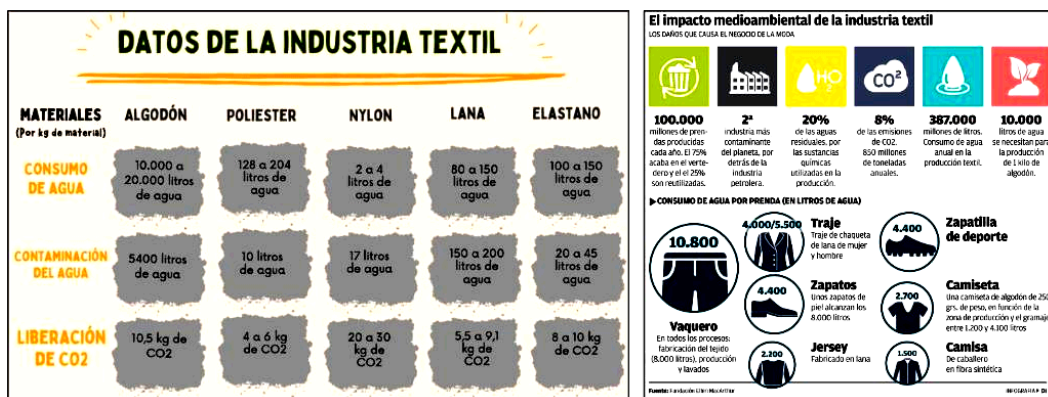 DATOS DE LA INDUSTRIA TEXTIL
MATERIALES
(Por kg de material)
ALGODÓN
POLIESTER
NYLON
LANA
ELASTANO
CONSUMO
DE AGUA
10.000 a
20.000 litros
de agua
128 a 204
litros de
agua
2 a 4
litros de
agua
80 a 150
litros de
agua
100 a 150
litros de
agua
CONTAMINACIÓN
DEL AGUA
5400 litros
de agua
10 litros
de agua
17 litros
de agua
150 a 200
litros de
agua
20 a 45
litros de
agua
LIBERACIÓN
DE CO2
10,5 kg de
CO2
4 a 6 kg
de CO2
20 a 30
kg de
CO2
5,5 a 9,1
kg de
CO2
8 a 10 kg
de CO2
El impacto medioambiental de la industria textil
LOS DAÑOS QUE CAUSA EL NEGOCIO DE LA MODA
H2O
CO2
100.000
millones de pren-
das producidas
cada año. El 75%
acaba en el verte-
dero y el el 25%
son reutilizadas.
2ª
industria más
contaminante
del planeta, por
detrás de la
industria
petrolera.
20%
de las aguas
residuales, por
las sustancias
químicas
utilizadas en la
producción.
8%
de las emisiones
de CO2.
850 millones
de toneladas
anuales.
387.000
millones de litros.
Consumo de agua
anual en la
producción textil.
10.000
litros de agua
se necesitan para
la producción
de 1 kilo de
algodón.
CONSUMO DE AGUA POR PRENDA (EN LITROS DE AGUA)
10.800
Vaquero
En todos los procesos:
fabricación del tejido
(8.000 litros), producción
y lavados
4.000/5.500
Traje
Traje de chaqueta
de lana de mujer
y hombre
4.400
Zapatos
Unos zapatos de
piel alcanzan los
8.000 litros
2.200
Jersey
Fabricado en lana
4.400
Zapatilla
de deporte
2.700
Camiseta
Una camiseta de algodón de 250
grs. de peso, en función de la
zona de producción y el gramaje
entre 1.200 y 4.100 litros
1.500
Camisa
De caballero
en fibra sintética
Fuente: Fundación Ellen MacArthur
INFOGRAFÍA